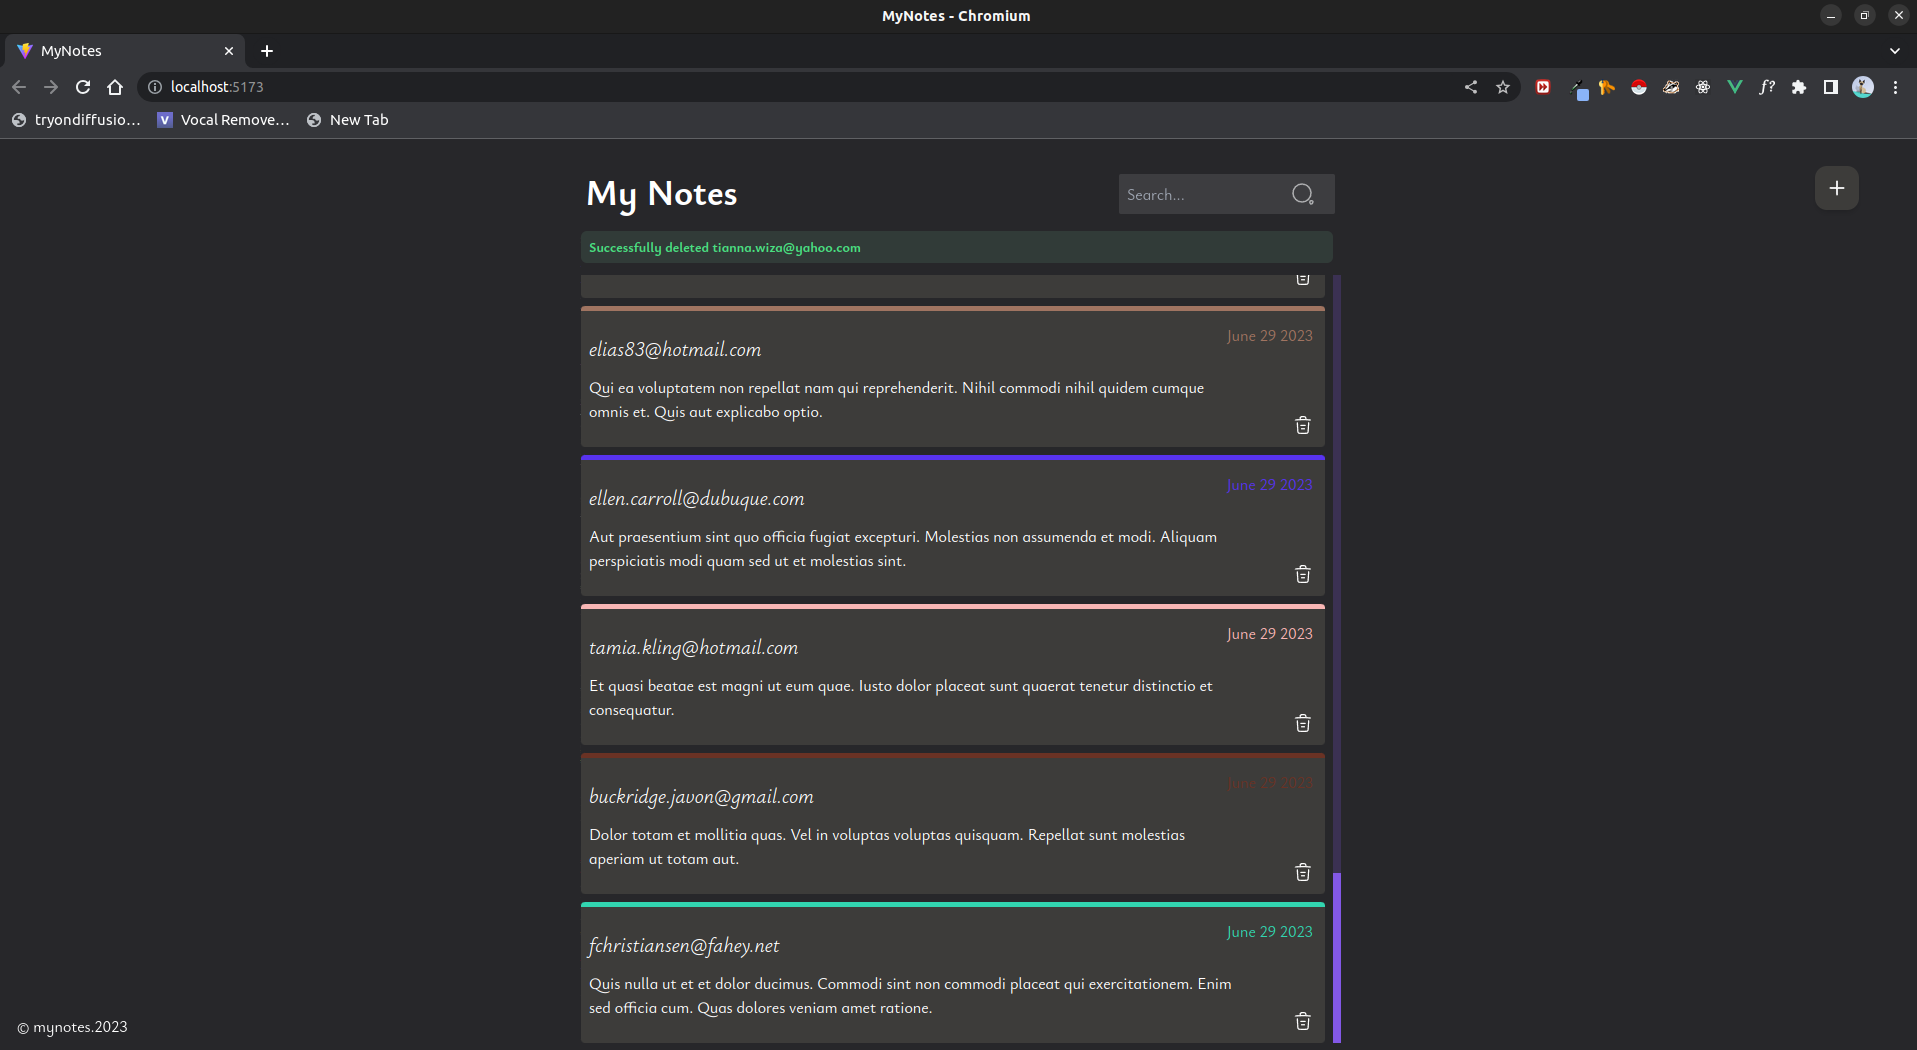 MyNotes - Chromium
MyNotes
localhost:5173
tryondiffusio...
V
Vocal Remove...
New Tab
My Notes
Search...
Successfully deleted tianna.wiza@yahoo.com
June 29 2023
elias83@hotmail.com
Qui ea voluptatem non repellat nam qui reprehenderit. Nihil commodi nihil quidem cumque
omnis et. Quis aut explicabo optio.
June 29 2023
ellen.carroll@dubuque.com
Aut praesentium sint quo officia fugiat excepturi. Molestias non assumenda et modi. Aliquam
perspiciatis modi quam sed ut et molestias sint.
June 29 2023
tamia.kling@hotmail.com
Et quasi beatae est magni ut eum quae. Iusto dolor placeat sunt quaerat tenetur distinctio et
consequatur.
June 29 2023
buckridge.javon@gmail.com
Dolor totam et mollitia quas. Vel in voluptas voluptas quisquam. Repellat sunt molestias
aperiam ut totam aut.
June 29 2023
fchristiansen@fahey.net
Quis nulla ut et et dolor ducimus. Commodi sint non commodi placeat qui exercitationem. Enim
sed officia cum. Quas dolores veniam amet ratione.
© mynotes.2023